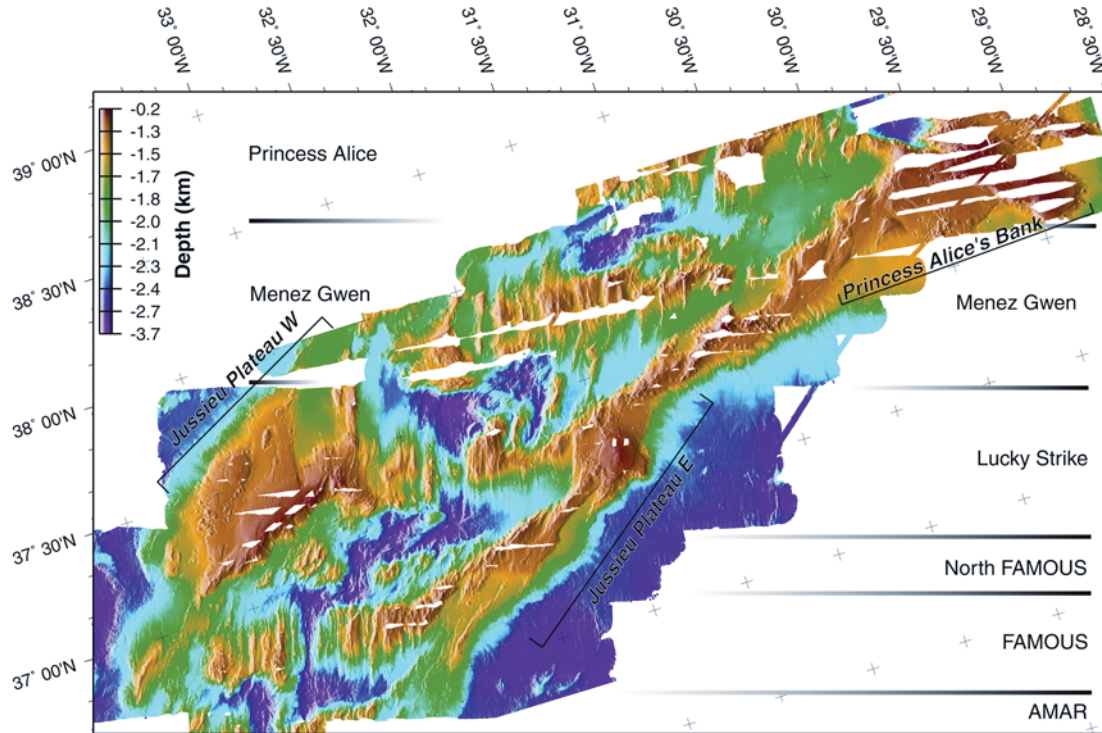 33° 00'W
32° 30'W
32° 00'W
31° 30'W
31° 00'W
30° 30'W
30° 00'W
29° 30'W
29° 00'W
28° 30'W
39° 00'N
38° 30'N
38° 00'N
37° 30'N
37° 00'N
-0.2
-1.3
-1.5
-1.7
-2.0
-2.1
-2.3
-2.4
-2.7
-3.7
Depth (km)
Princess Alice
Menez Gwen
Jussieu Plateau W
Princess Alice's Bank
Menez Gwen
Lucky Strike
Jussieu Plateau E
North FAMOUS
FAMOUS
AMAR